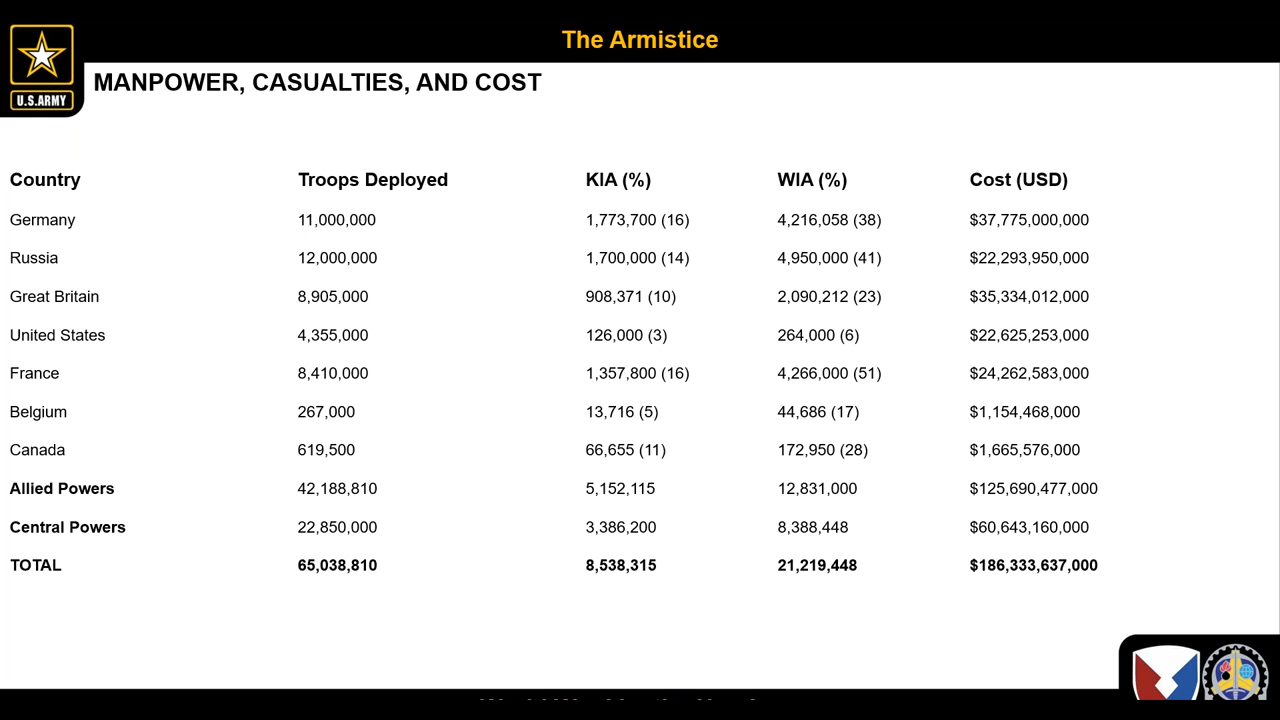 The Armistice
U.S.ARMY
MANPOWER, CASUALTIES, AND COST
Country Troops Deployed KIA (%) WIA (%) Cost (USD)
Germany 11,000,000 1,773,700 (16) 4,216,058 (38) $37,775,000,000
Russia 12,000,000 1,700,000 (14) 4,950,000 (41) $22,293,950,000
Great Britain 8,905,000 908,371 (10) 2,090,212 (23) $35,334,012,000
United States 4,355,000 126,000 (3) 264,000 (6) $22,625,253,000
France 8,410,000 1,357,800 (16) 4,266,000 (51) $24,262,583,000
Belgium 267,000 13,716 (5) 44,686 (17) $1,154,468,000
Canada 619,500 66,655 (11) 172,950 (28) $1,665,576,000
Allied Powers 42,188,810 5,152,115 12,831,000 $125,690,477,000
Central Powers 22,850,000 3,386,200 8,388,448 $60,643,160,000
TOTAL 65,038,810 8,538,315 21,219,448 $186,333,637,000